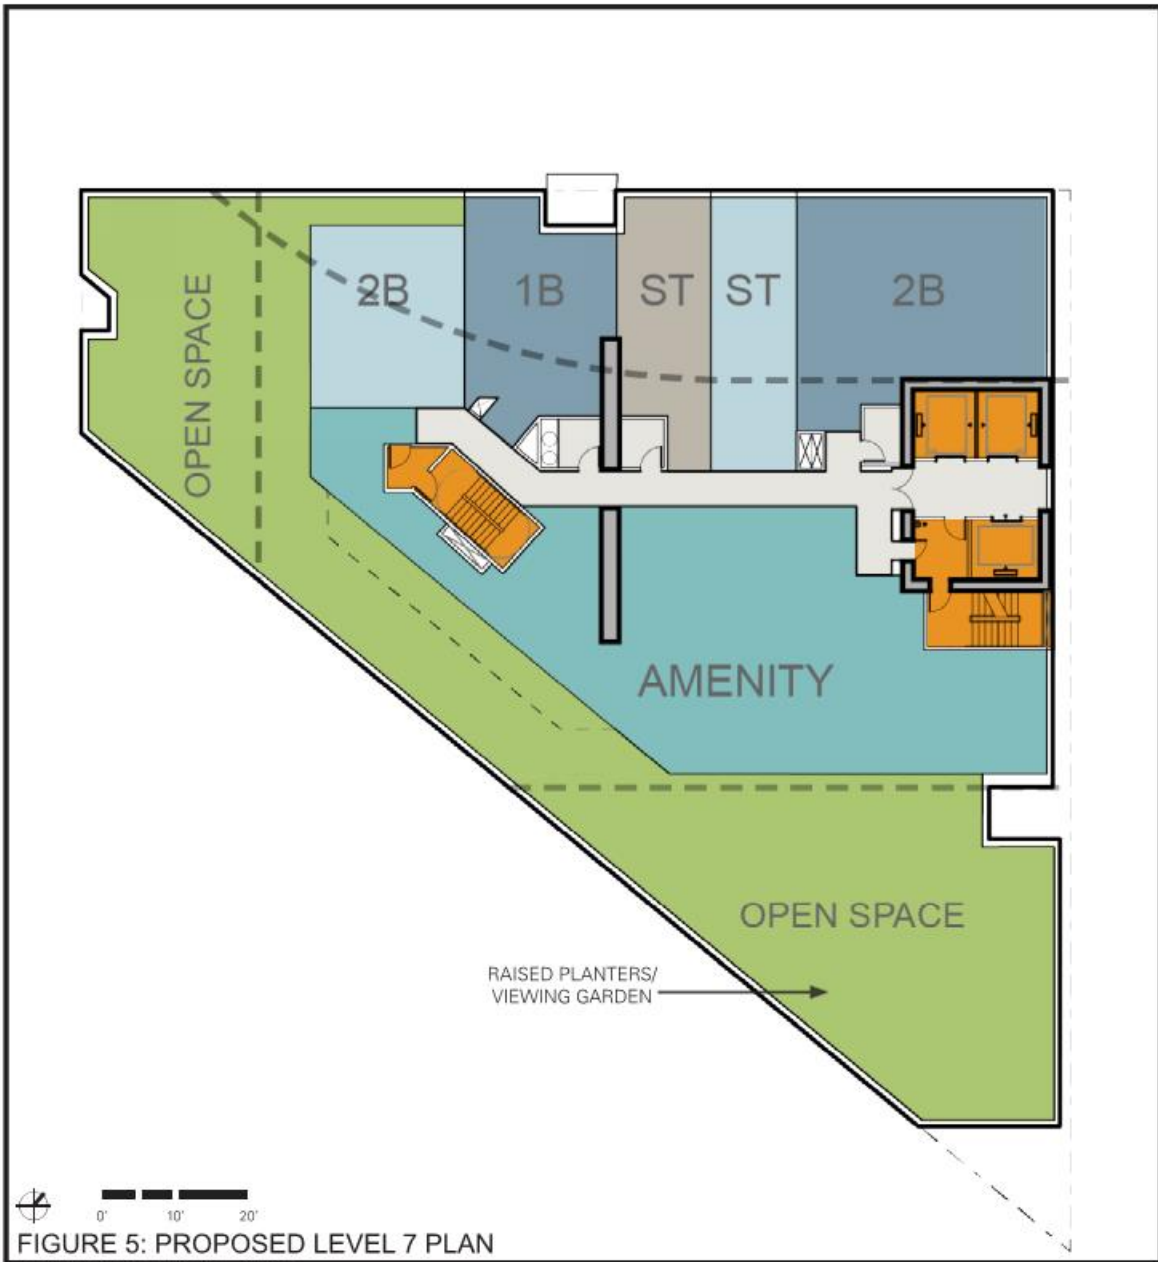 2B
1B
ST
ST
2B
OPEN SPACE
AMENITY
OPEN SPACE
RAISED PLANTERS/
VIEWING GARDEN
0' 10' 20'
FIGURE 5: PROPOSED LEVEL 7 PLAN